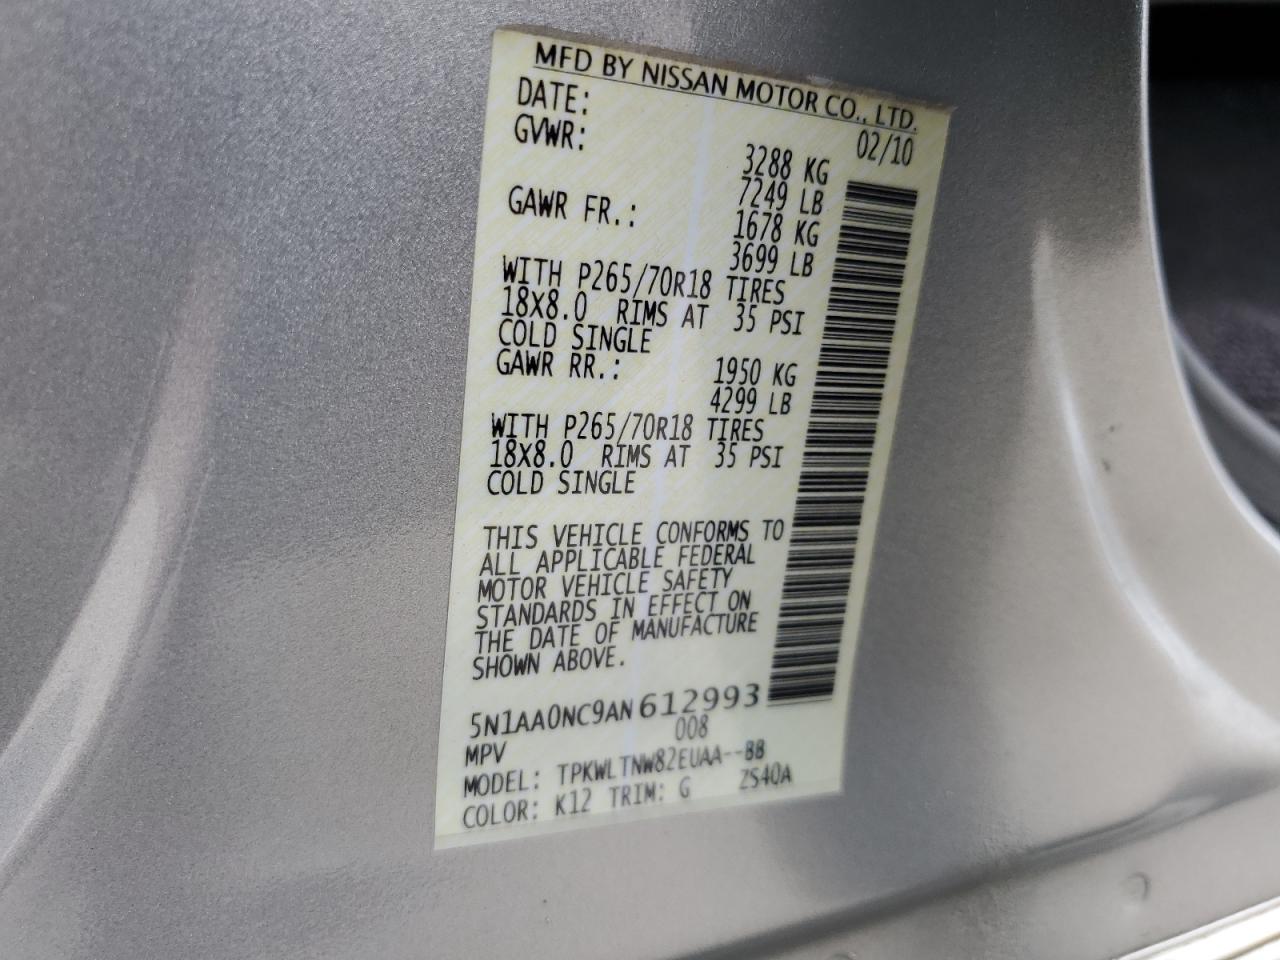 MFD BY NISSAN MOTOR CO., LTD.
DATE: 02/10
GVWR: 3288 KG
7249 LB
GAWR FR.: 1678 KG
3699 LB
WITH P265/70R18 TIRES
18X8.0 RIMS AT 35 PSI
COLD SINGLE
GAWR RR.: 1950 KG
4299 LB
WITH P265/70R18 TIRES
18X8.0 RIMS AT 35 PSI
COLD SINGLE
THIS VEHICLE CONFORMS TO
ALL APPLICABLE FEDERAL
MOTOR VEHICLE SAFETY
STANDARDS IN EFFECT ON
THE DATE OF MANUFACTURE
SHOWN ABOVE.
5N1AA0NC9AN612993
MPV 008
MODEL: TPKWLTNW82EUAA--BB
COLOR: K12 TRIM: G ZS40A